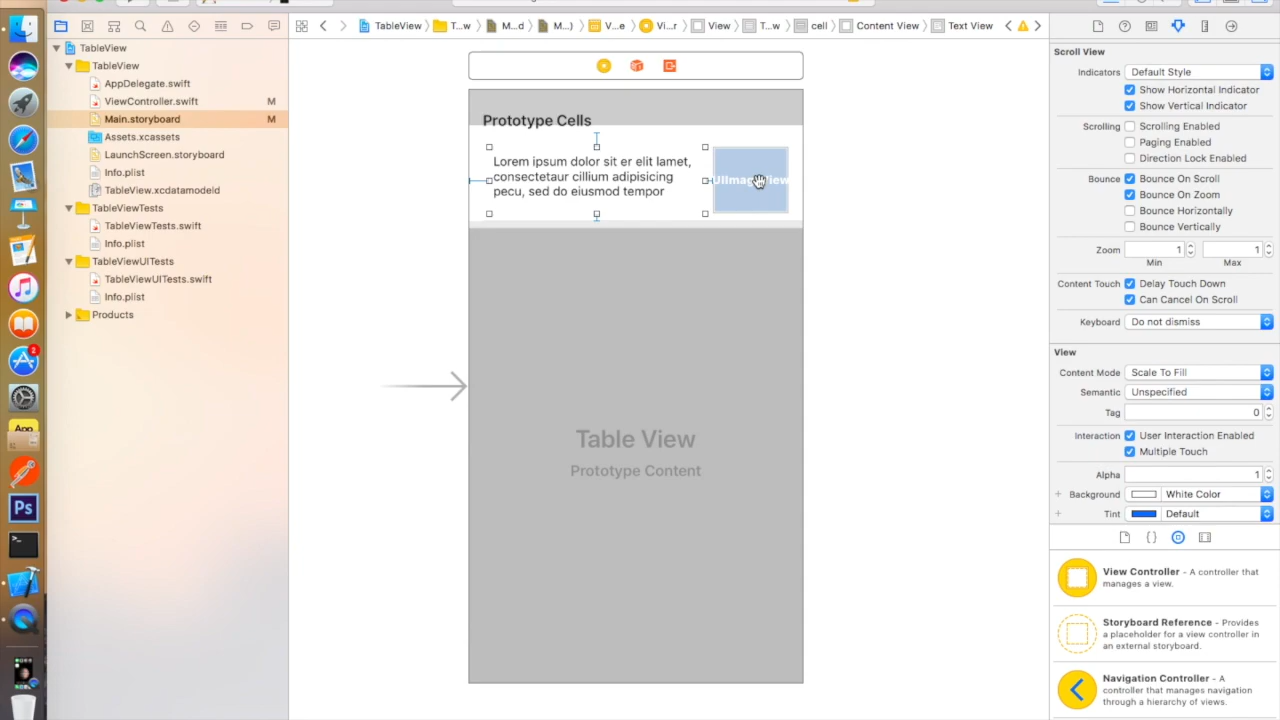 TableView
T...w
M...d
M...)
V...e
Vi...r
View
T...w
cell
Content View
Text View
TableView
TableView
AppDelegate.swift
ViewController.swift M
Main.storyboard M
Assets.xcassets
LaunchScreen.storyboard
Info.plist
TableView.xcdatamodeld
TableViewTests
TableViewTests.swift
Info.plist
TableViewUITests
TableViewUITests.swift
Info.plist
Products
2
App
Ps
Prototype Cells
Lorem ipsum dolor sit er elit lamet,
consectetaur cillium adipisicing
pecu, sed do eiusmod tempor
Table View
Prototype Content
Scroll View
Indicators Default Style
Show Horizontal Indicator
Show Vertical Indicator
Scrolling Scrolling Enabled
Paging Enabled
Direction Lock Enabled
Bounce Bounce On Scroll
Bounce On Zoom
Bounce Horizontally
Bounce Vertically
Zoom 1 1
Min Max
Content Touch Delay Touch Down
Can Cancel On Scroll
Keyboard Do not dismiss
View
Content Mode Scale To Fill
Semantic Unspecified
Tag 0
Interaction User Interaction Enabled
Multiple Touch
Alpha 1
Background White Color
Tint Default
View Controller - A controller that
manages a view.
Storyboard Reference - Provides
a placeholder for a view controller in
an external storyboard.
Navigation Controller - A
controller that manages navigation
through a hierarchy of views.